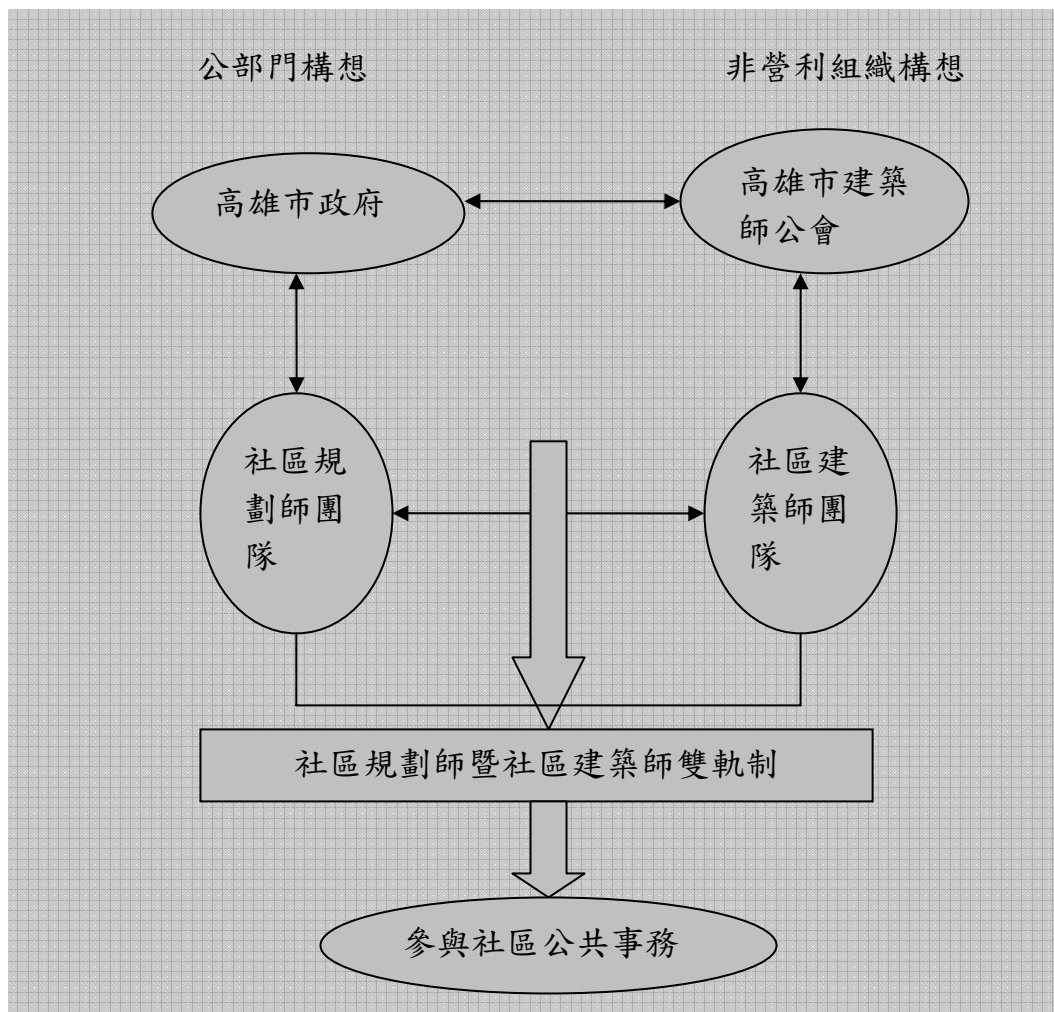 公部門構想
非營利組織構想
高雄市政府
高雄市建築
師公會
社區規
劃師團
隊
社區建
築師團
隊
社區規劃師暨社區建築師雙軌制
參與社區公共事務